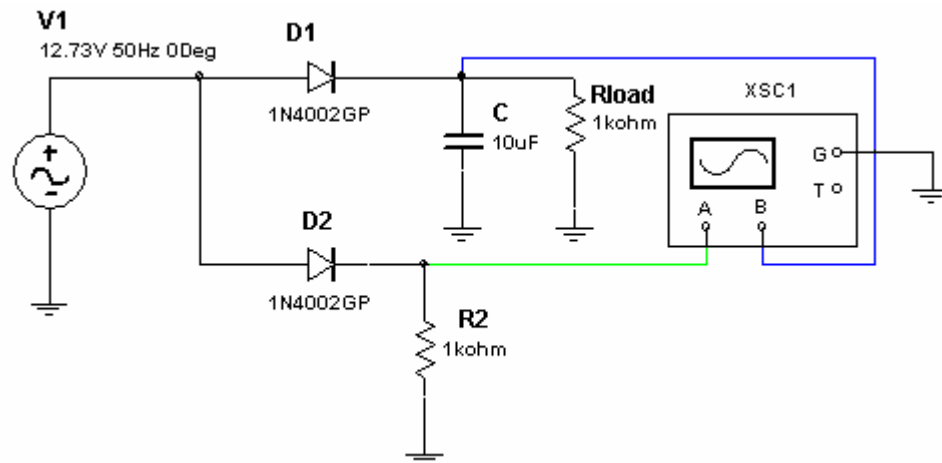 V1
12.73V 50Hz 0Deg
D1
1N4002GP
C
10uF
Rload
1kohm
XSC1
G
T
A
B
D2
1N4002GP
R2
1kohm